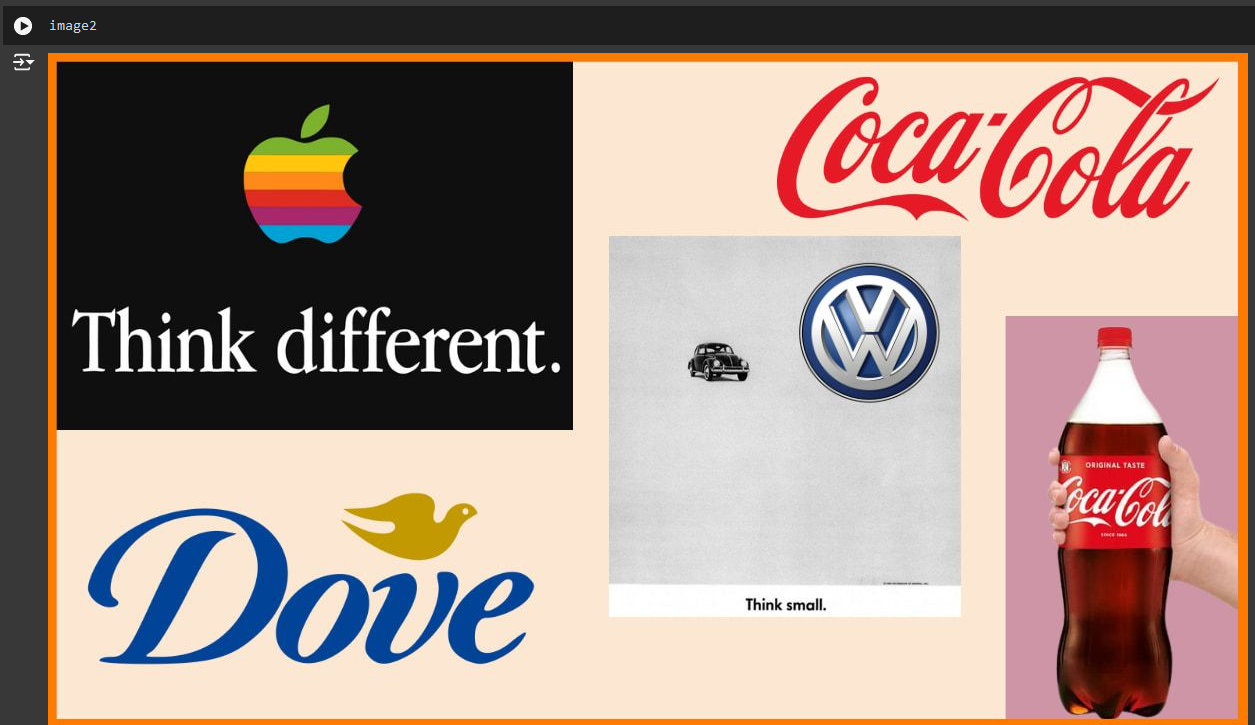 image2
Think different.
Coca-Cola
Think small.
ORIGINAL TASTE
Coca-Cola
Dove